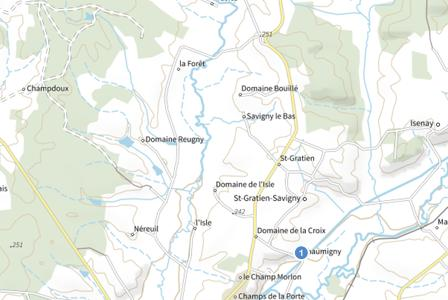 251
la Forêt
Champdoux
Domaine Bouillé
Savigny le Bas
Isenay
Domaine Reugny
St-Gratien
Domaine de l'Isle
St-Gratien-Savigny
242
l'Isle
Néreuil
Domaine de la Croix
251
1
le Champ Morlon
Champs de la Porte